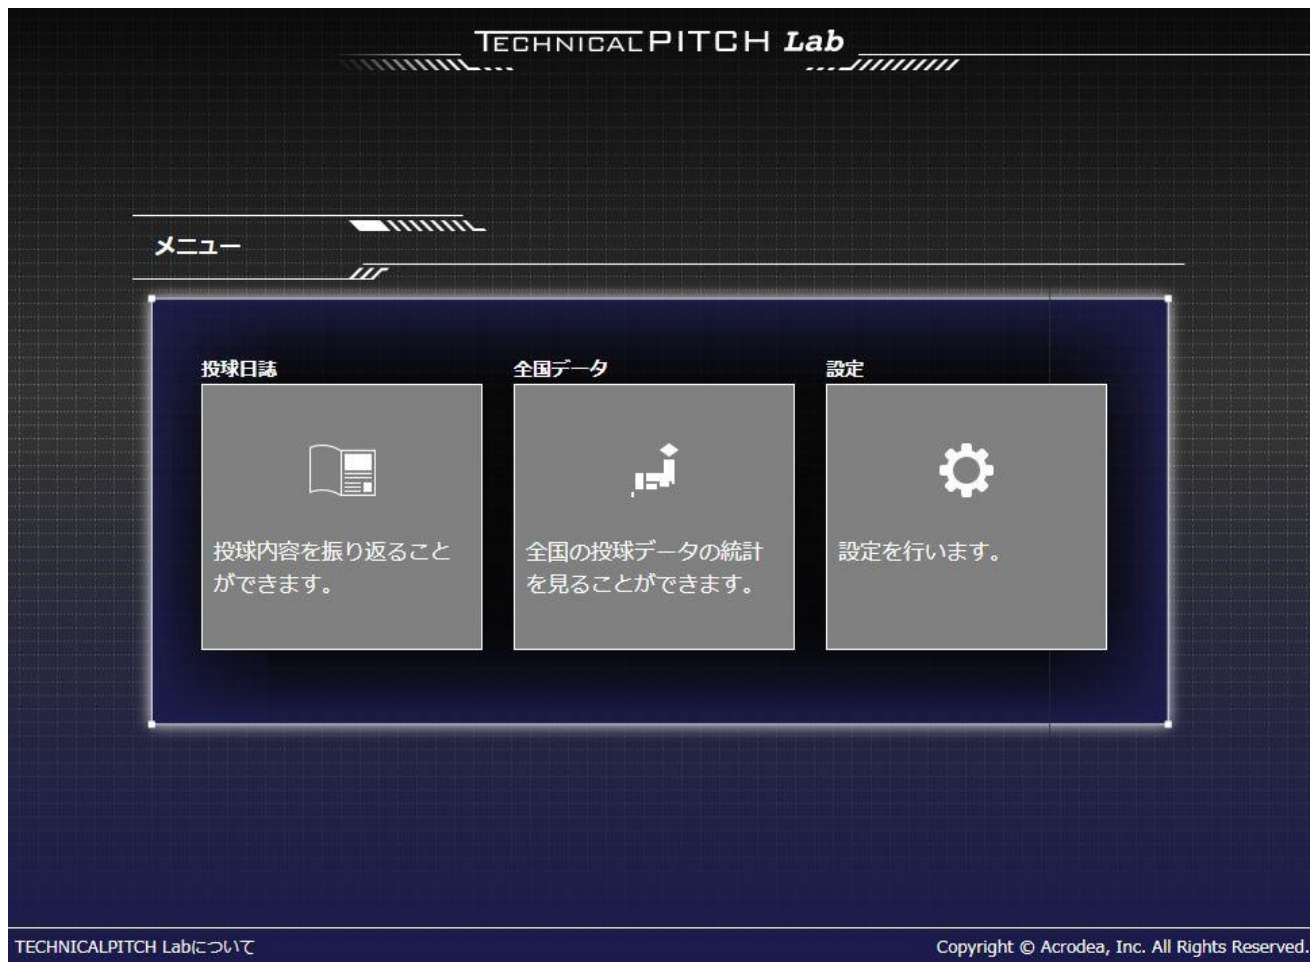 TECHNICALPITCH Lab
メニュー
投球日誌
全国データ
設定
投球内容を振り返ること
ができます。
全国の投球データの統計
を見ることができます。
設定を行います。
TECHNICALPITCH Labについて
Copyright © Acrodea, Inc. All Rights Reserved.